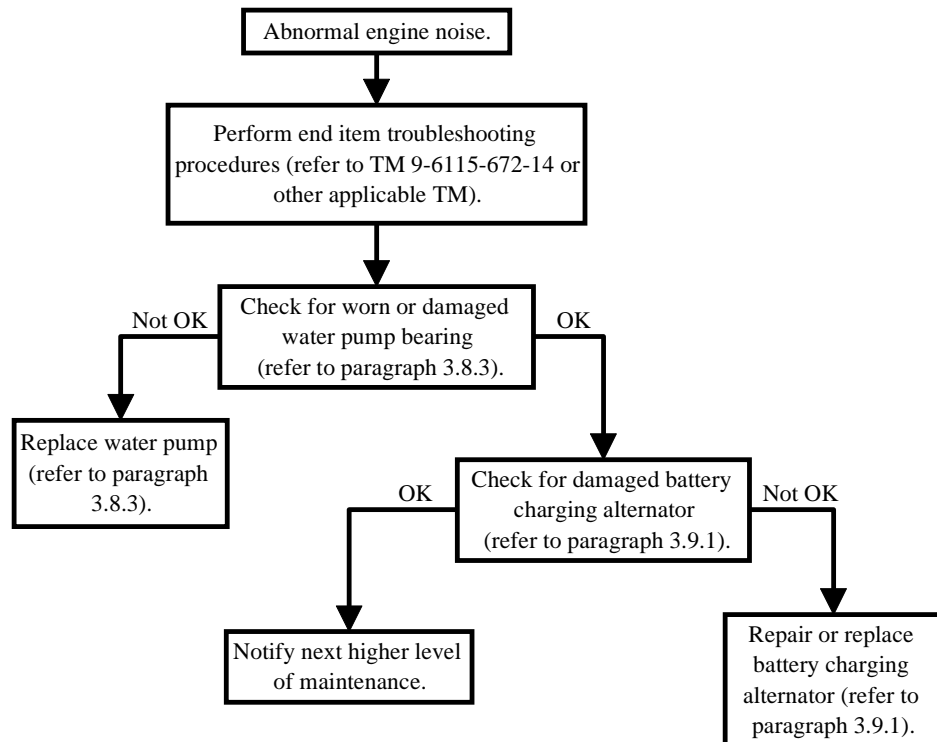 Abnormal engine noise.
Perform end item troubleshooting
procedures (refer to TM 9-6115-672-14 or
other applicable TM).
Check for worn or damaged
water pump bearing
(refer to paragraph 3.8.3).
Not OK
OK
Replace water pump
(refer to paragraph
3.8.3).
Check for damaged battery
charging alternator
(refer to paragraph 3.9.1).
OK
Not OK
Notify next higher level
of maintenance.
Repair or replace
battery charging
alternator (refer to
paragraph 3.9.1).